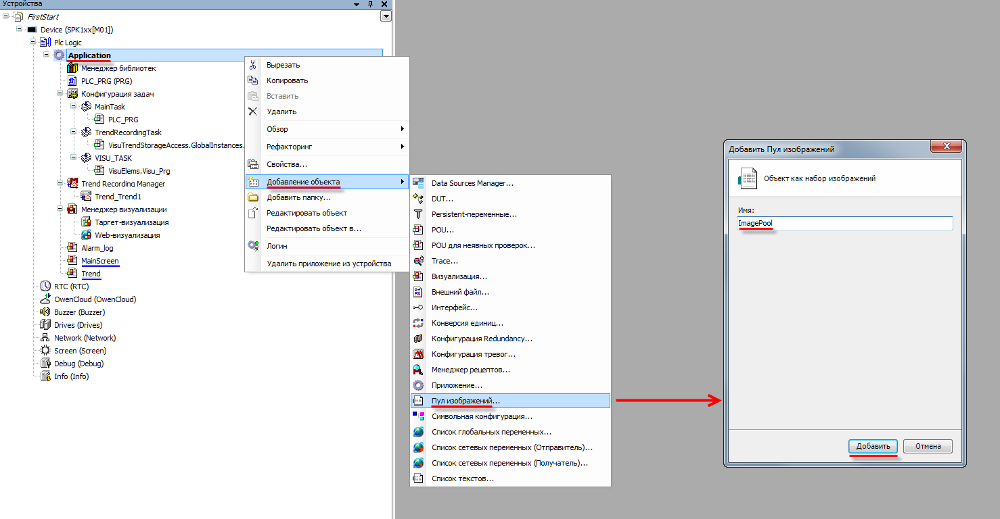 Устройства
FirstStart
Device (SPK1xx[M01])
Plc Logic
Application
Менеджер библиотек
PLC_PRG (PRG)
Конфигурация задач
MainTask
PLC_PRG
TrendRecordingTask
VisuTrendStorageAccess.GlobalInstances.
VISU_TASK
VisuElems.Visu_Prg
Trend Recording Manager
Trend_Trend1
Менеджер визуализации
Таргет-визуализация
Web-визуализация
Alarm_log
MainScreen
Trend
RTC (RTC)
OwenCloud (OwenCloud)
Buzzer (Buzzer)
Drives (Drives)
Network (Network)
Screen (Screen)
Debug (Debug)
Info (Info)
Вырезать
Копировать
Вставить
Удалить
Обзор
Рефакторинг
Свойства...
Добавление объекта
Добавить папку...
Редактировать объект
Редактировать объект в...
Логин
Удалить приложение из устройства
Data Sources Manager...
DUT...
Persistent-переменные...
POU...
POU для неявных проверок...
Trace...
Визуализация...
Внешний файл...
Интерфейс...
Конверсия единиц...
Конфигурация Redundancy...
Конфигурация тревог...
Менеджер рецептов...
Приложение...
Пул изображений...
Символьная конфигурация...
Список глобальных переменных...
Список сетевых переменных (Отправитель)...
Список сетевых переменных (Получатель)...
Список текстов...
Добавить Пул изображений
Объект как набор изображений
Имя:
ImagePool
Добавить
Отмена